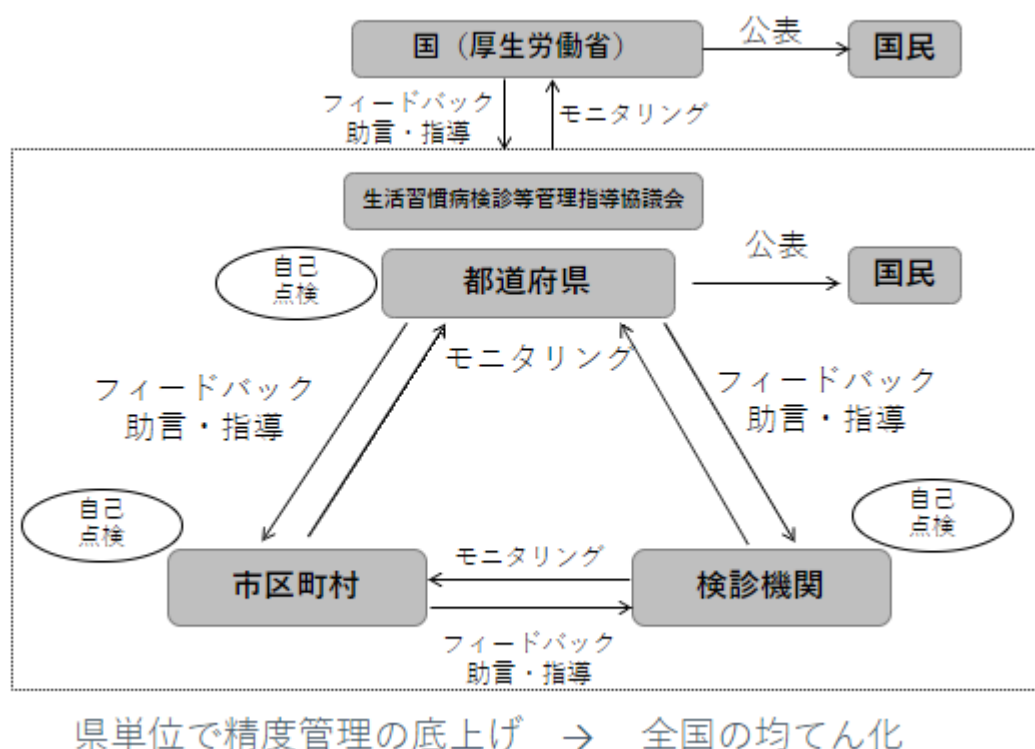 国（厚生労働省）
公表
国民
フィードバック
助言・指導
モニタリング
生活習慣病検診等管理指導協議会
自己
点検
都道府県
公表
国民
モニタリング
フィードバック
助言・指導
フィードバック
助言・指導
自己
点検
自己
点検
市区町村
モニタリング
検診機関
フィードバック
助言・指導
県単位で精度管理の底上げ → 全国の均てん化